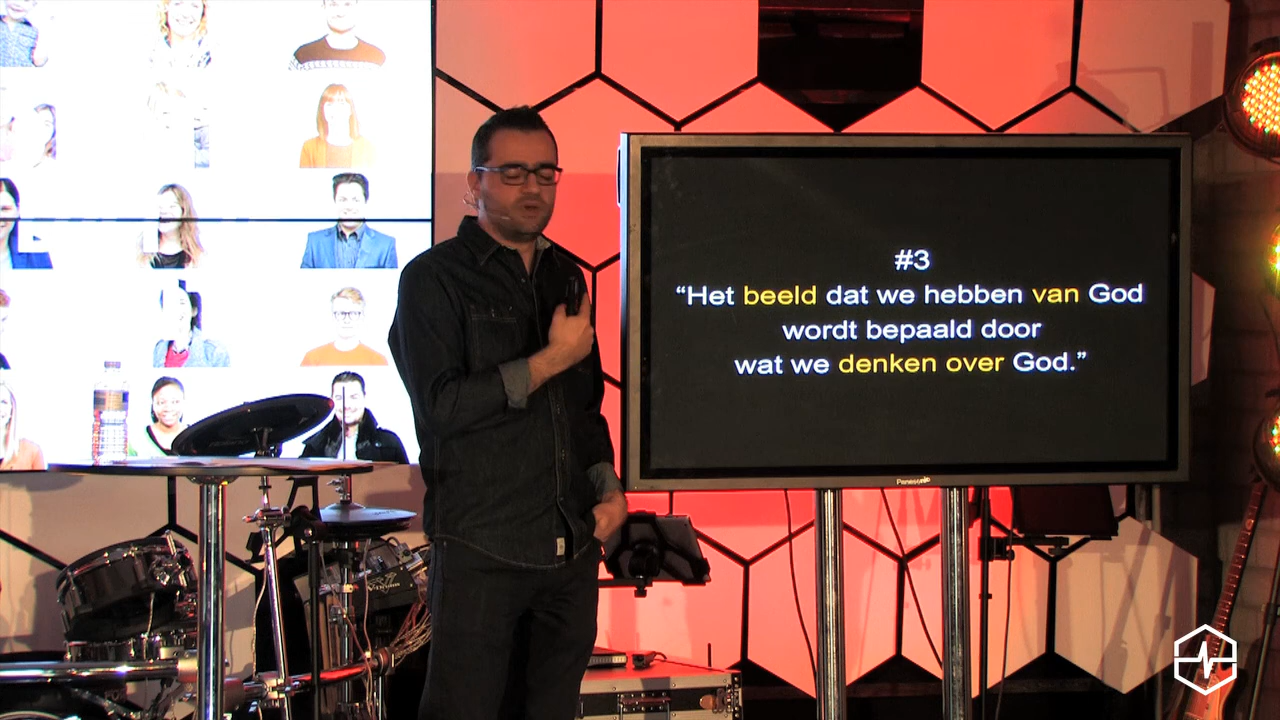 #3
“Het beeld dat we hebben van God
wordt bepaald door
wat we denken over God.”
Panasonic